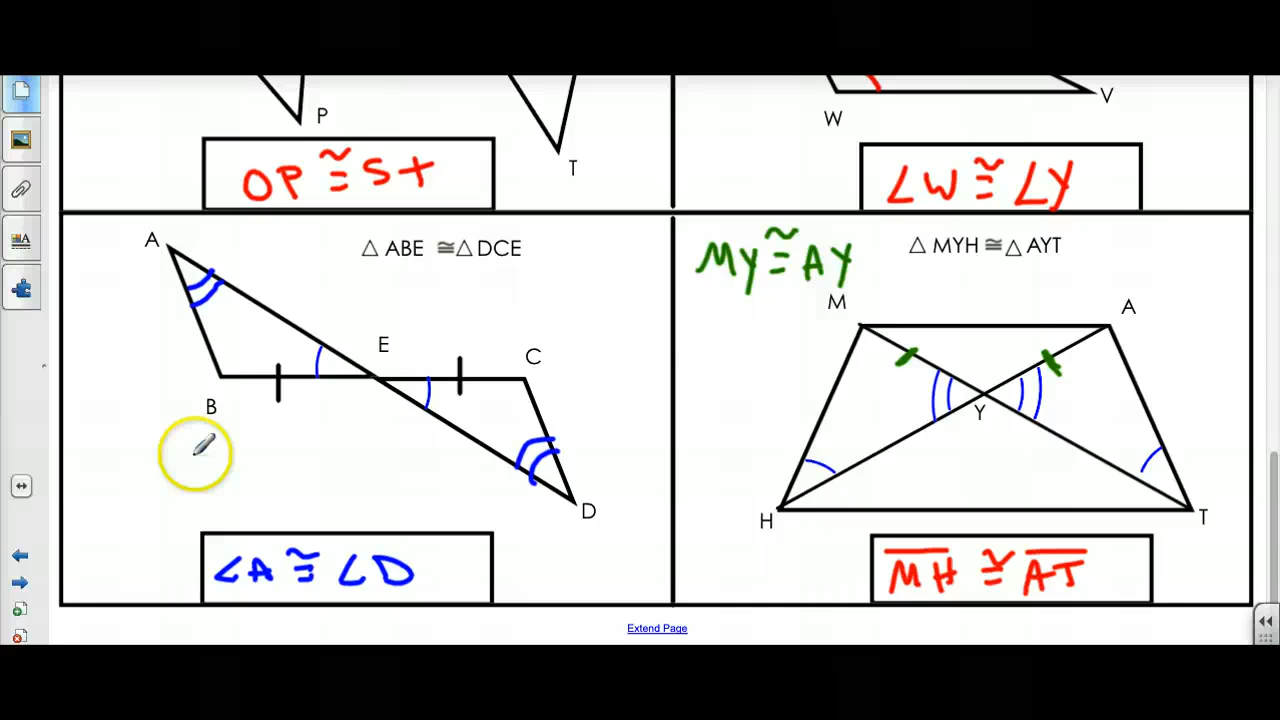 P
T
W
V
OP ≅ ST
∠W ≅ ∠Y
△ ABE ≅ △ DCE
A
E
C
B
D
∠A ≅ ∠D
MY ≅ AY
△ MYH ≅ △ AYT
M
A
Y
H
T
MH ≅ AT
Extend Page